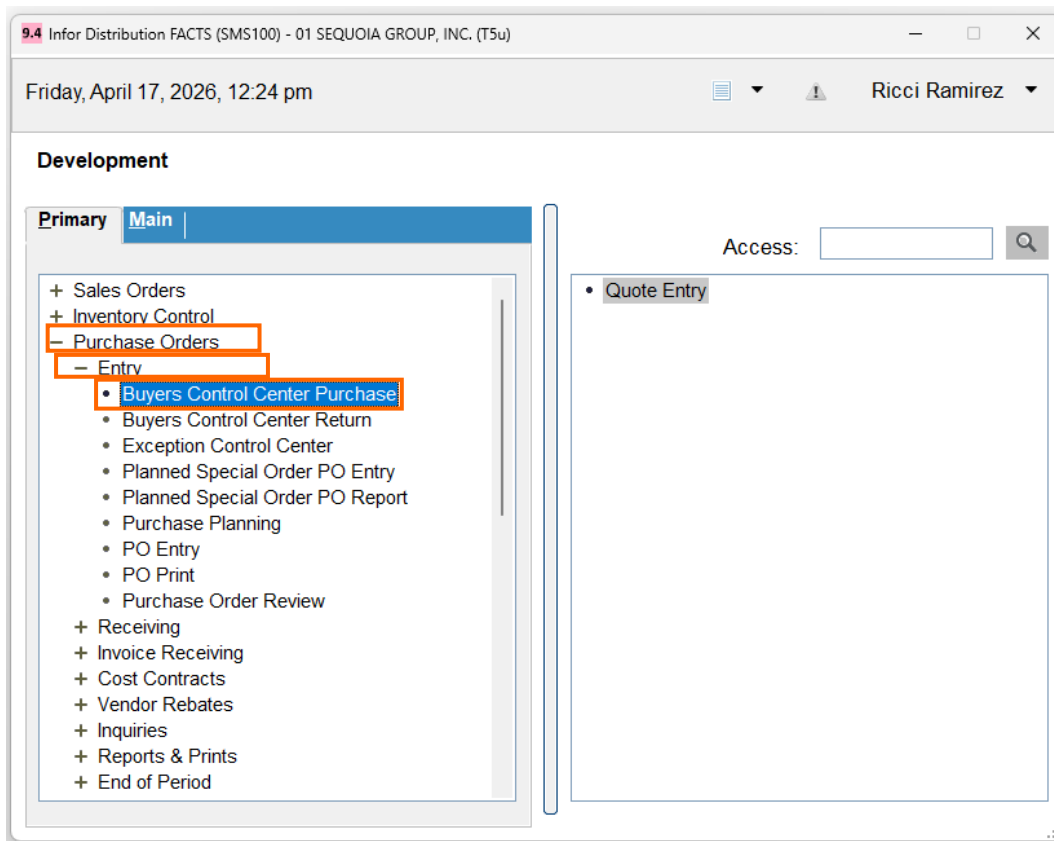 9.4 Infor Distribution FACTS (SMS100) - 01 SEQUOIA GROUP, INC. (T5u)
Friday, April 17, 2026, 12:24 pm
Ricci Ramirez
Development
Primary Main
Access:
+ Sales Orders
+ Inventory Control
− Purchase Orders
− Entry
• Buyers Control Center Purchase
• Buyers Control Center Return
• Exception Control Center
• Planned Special Order PO Entry
• Planned Special Order PO Report
• Purchase Planning
• PO Entry
• PO Print
• Purchase Order Review
+ Receiving
+ Invoice Receiving
+ Cost Contracts
+ Vendor Rebates
+ Inquiries
+ Reports & Prints
+ End of Period
• Quote Entry